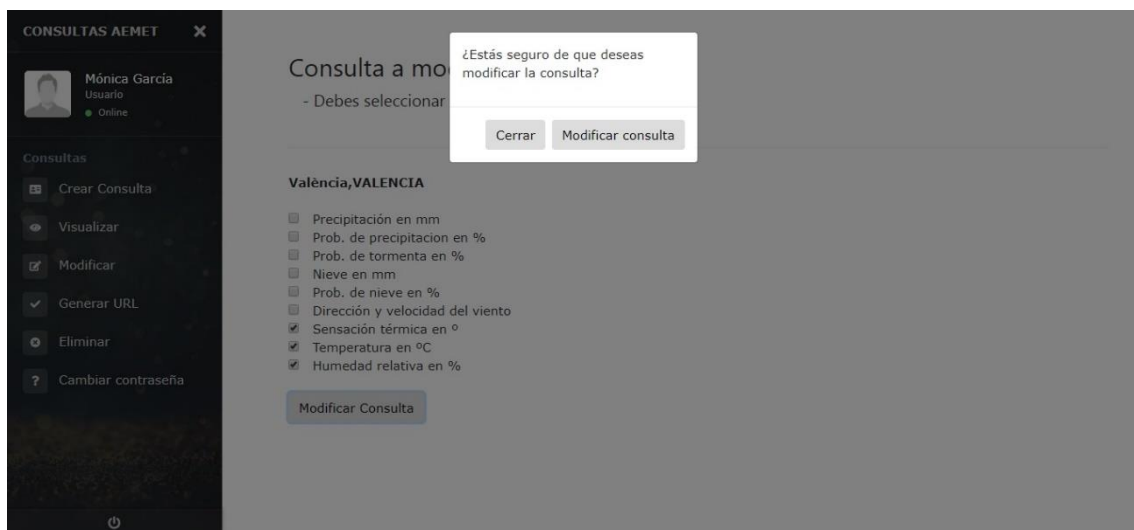 CONSULTAS AEMET
Mónica García
Usuario
Online
Consultas
Crear Consulta
Visualizar
Modificar
Generar URL
Eliminar
? Cambiar contraseña
Consulta a mo
- Debes seleccionar
¿Estás seguro de que deseas
modificar la consulta?
Cerrar Modificar consulta
València,VALENCIA
Precipitación en mm
Prob. de precipitacion en %
Prob. de tormenta en %
Nieve en mm
Prob. de nieve en %
Dirección y velocidad del viento
Sensación térmica en º
Temperatura en ºC
Humedad relativa en %
Modificar Consulta